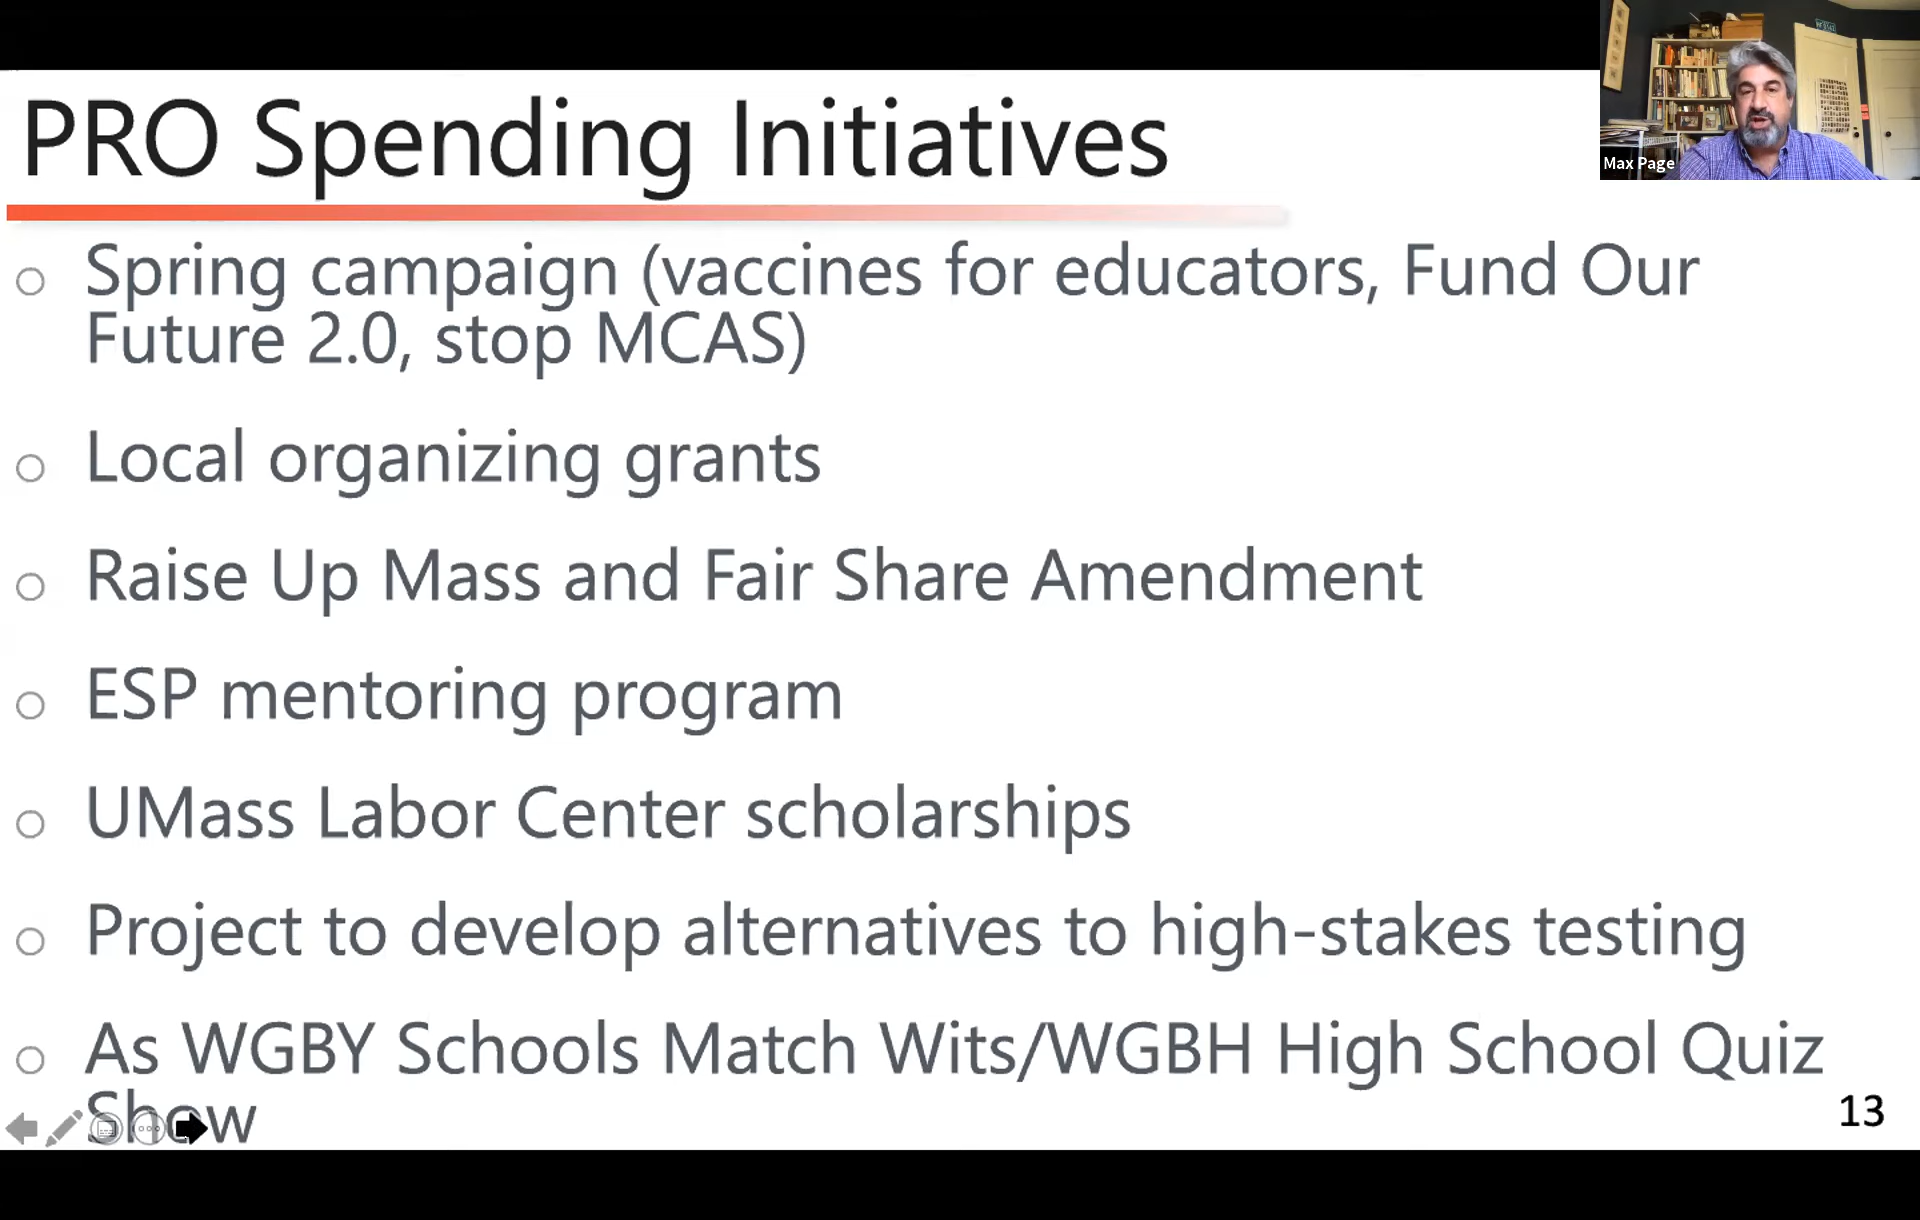 PRO Spending Initiatives
Max Page
Spring campaign (vaccines for educators, Fund Our
Future 2.0, stop MCAS)
Local organizing grants
Raise Up Mass and Fair Share Amendment
ESP mentoring program
UMass Labor Center scholarships
Project to develop alternatives to high-stakes testing
As WGBY Schools Match Wits/WGBH High School Quiz
Show
13